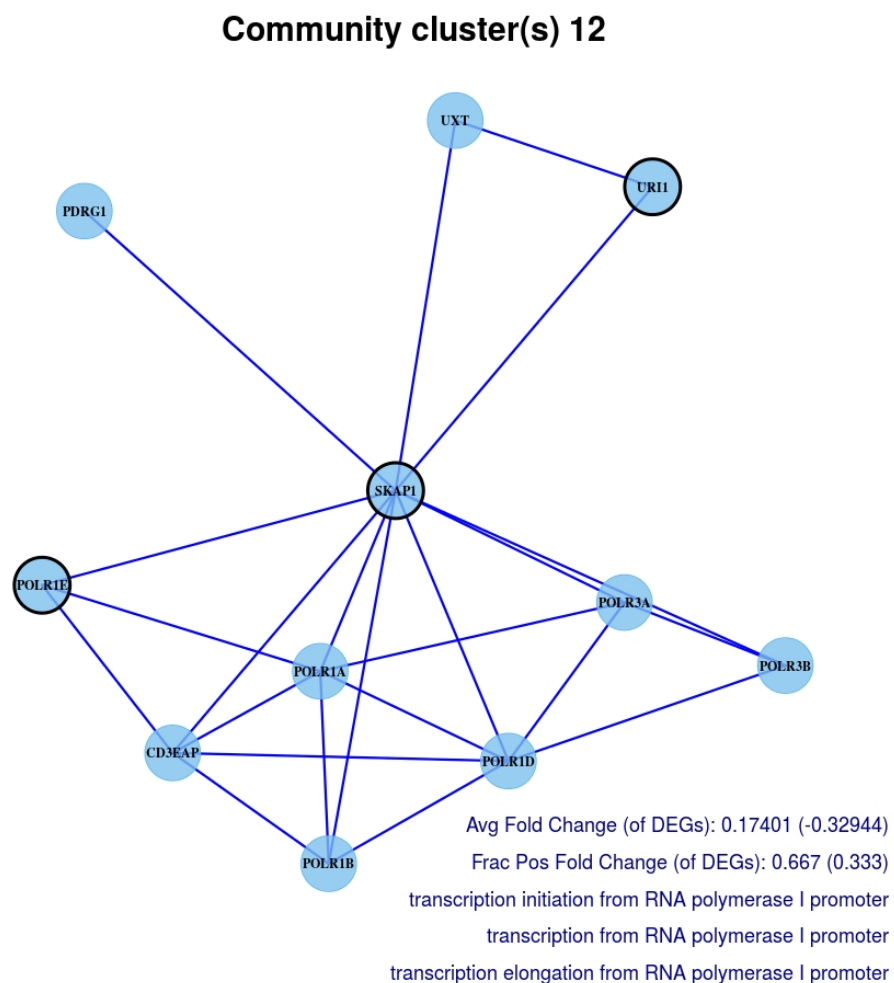 Community cluster(s) 12
UXT
URI1
PDRG1
SKAP1
POLR1E
POLR3A
POLR3B
POLR1A
CD3EAP
POLR1D
POLR1B
Avg Fold Change (of DEGs): 0.17401 (-0.32944)
Frac Pos Fold Change (of DEGs): 0.667 (0.333)
transcription initiation from RNA polymerase I promoter
transcription from RNA polymerase I promoter
transcription elongation from RNA polymerase I promoter